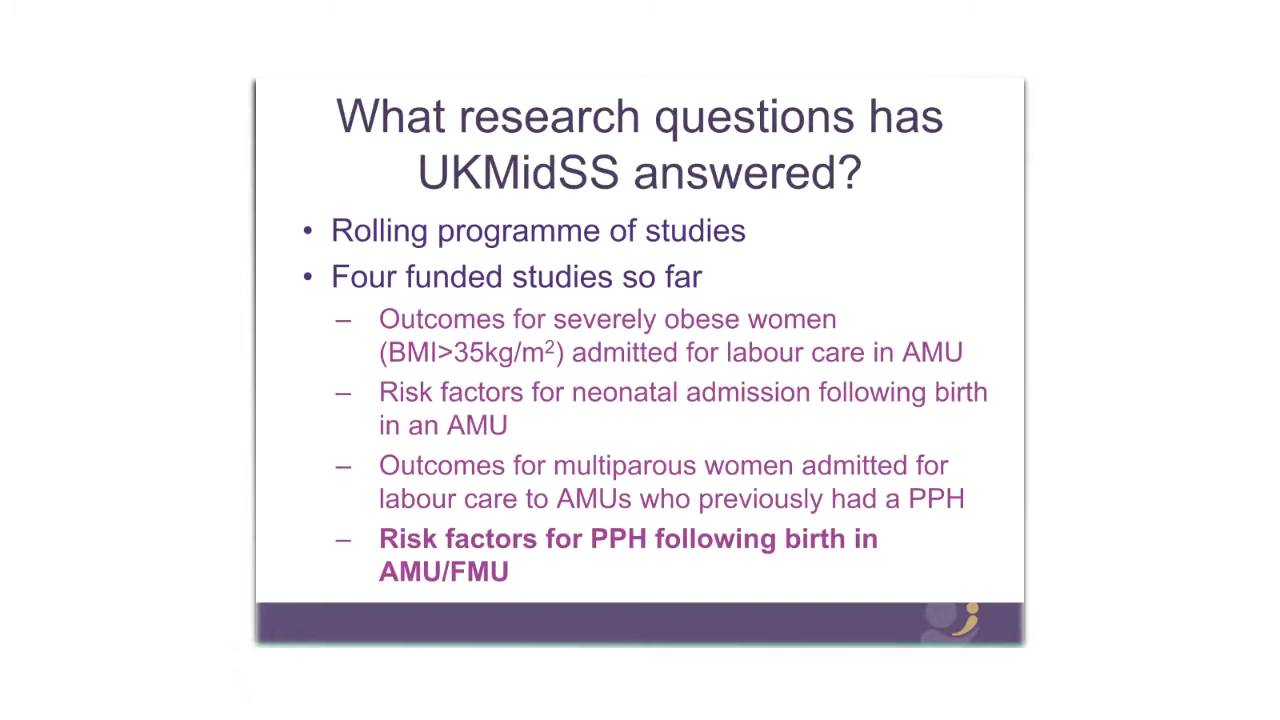 What research questions has
UKMidSS answered?
• Rolling programme of studies
• Four funded studies so far
– Outcomes for severely obese women
(BMI>35kg/m²) admitted for labour care in AMU
– Risk factors for neonatal admission following birth
in an AMU
– Outcomes for multiparous women admitted for
labour care to AMUs who previously had a PPH
– Risk factors for PPH following birth in
AMU/FMU